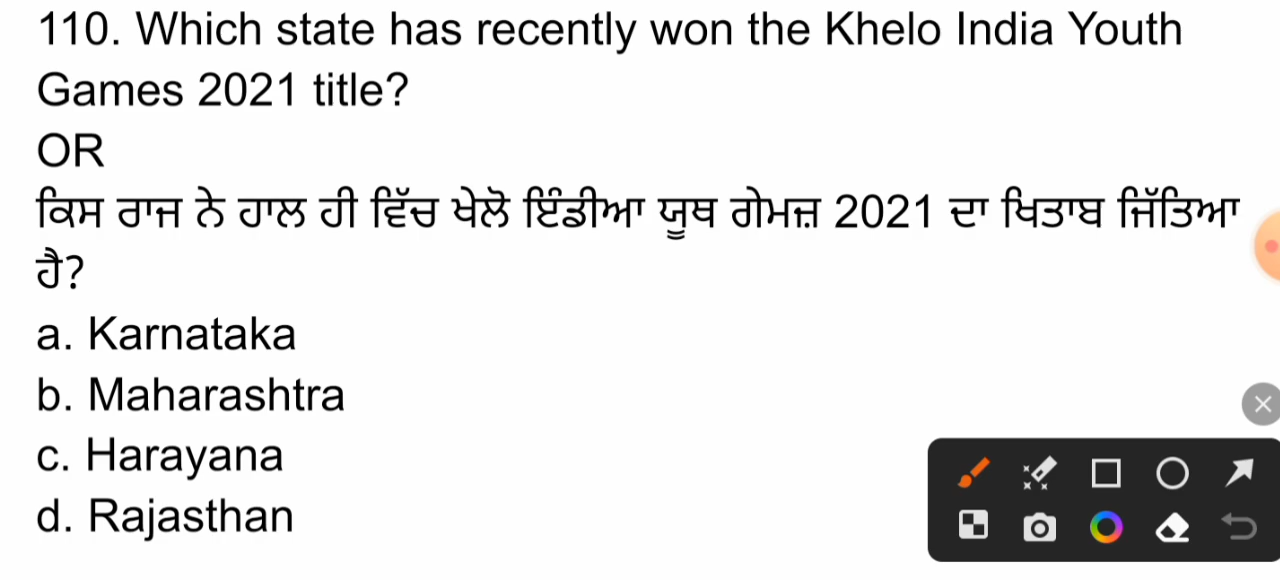 110. Which state has recently won the Khelo India Youth
Games 2021 title?
OR
ਕਿਸ ਰਾਜ ਨੇ ਹਾਲ ਹੀ ਵਿੱਚ ਖੇਲੋ ਇੰਡੀਆ ਯੂਥ ਗੇਮਜ਼ 2021 ਦਾ ਖਿਤਾਬ ਜਿੱਤਿਆ
ਹੈ?
a. Karnataka
b. Maharashtra
c. Harayana
d. Rajasthan